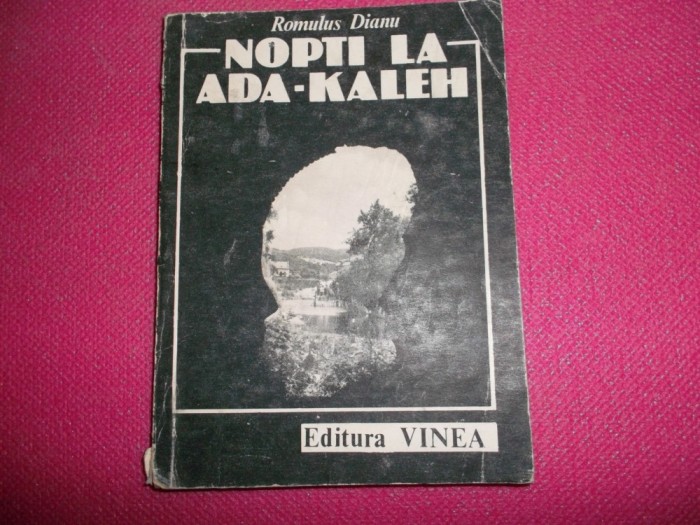 Romulus Dianu
NOPTI LA
ADA-KALEH
Editura VINEA